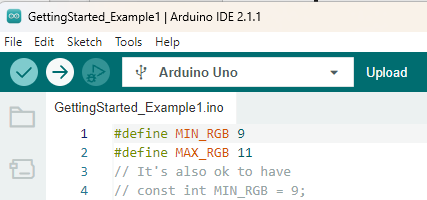 GettingStarted_Example1 | Arduino IDE 2.1.1
File Edit Sketch Tools Help
Arduino Uno Upload
GettingStarted_Example1.ino
1 #define MIN_RGB 9
2 #define MAX_RGB 11
3 // It's also ok to have
4 // const int MIN_RGB = 9;